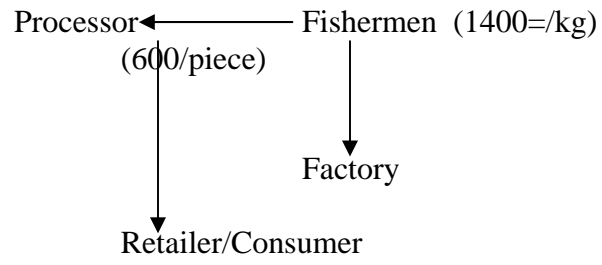 Processor Fishermen (1400=/kg)
(600/piece)
Factory
Retailer/Consumer